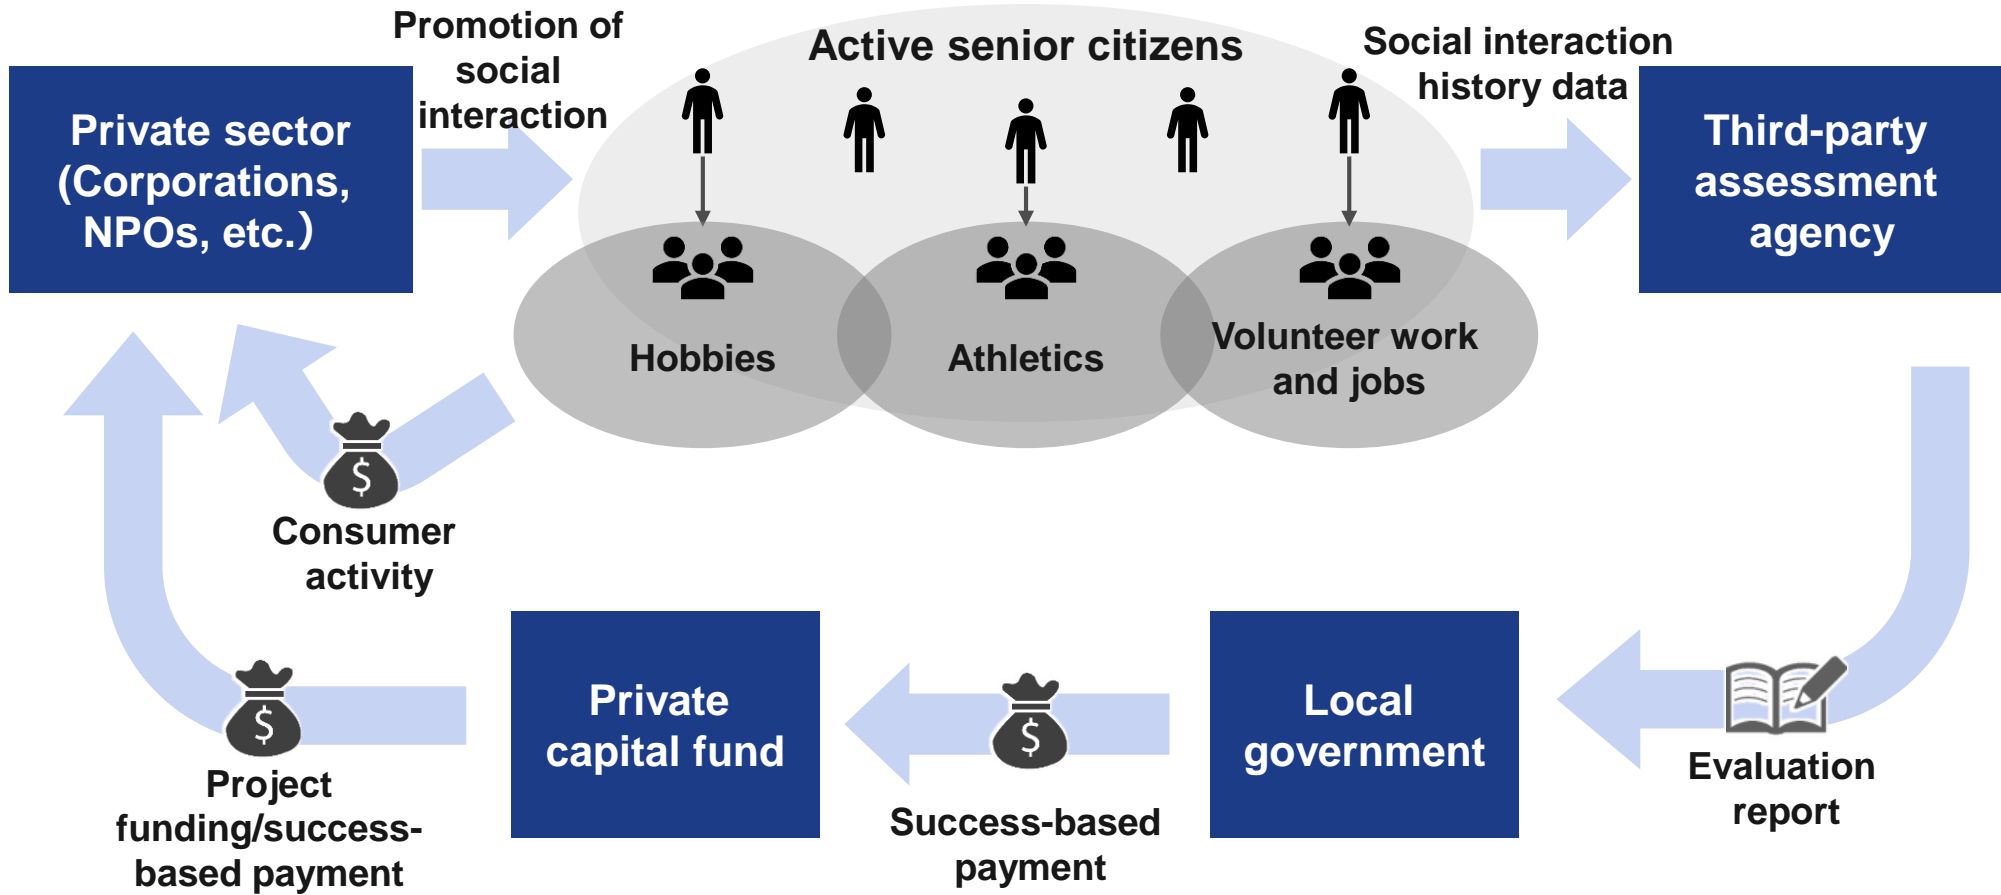 Promotion of
social
interaction
Active senior citizens
Social interaction
history data
Private sector
(Corporations,
NPOs, etc.）
Third-party
assessment
agency
Hobbies
Athletics
Volunteer work
and jobs
$
Consumer
activity
Private
capital fund
Local
government
$
$
Project
funding/success-
based payment
Success-based
payment
Evaluation
report